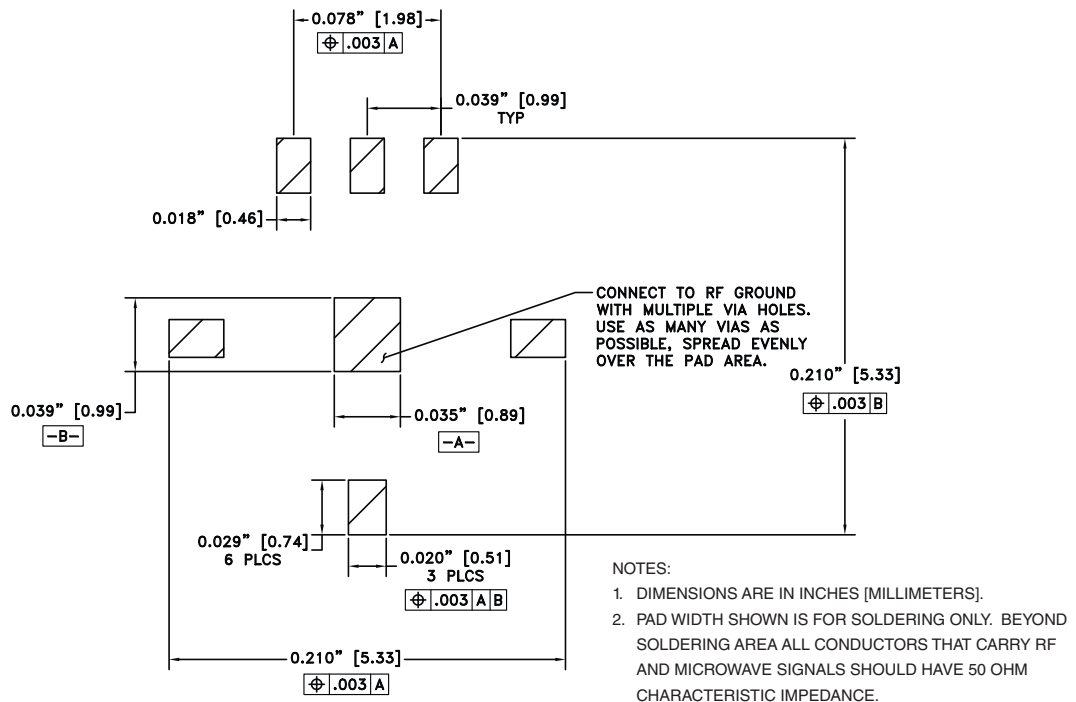 0.078” [1.98]
⌖ .003 A
0.039” [0.99]
TYP
0.018” [0.46]
CONNECT TO RF GROUND
WITH MULTIPLE VIA HOLES.
USE AS MANY VIAS AS
POSSIBLE, SPREAD EVENLY
OVER THE PAD AREA.
0.210” [5.33]
⌖ .003 B
0.039” [0.99]
-B-
0.035” [0.89]
-A-
0.029” [0.74]
6 PLCS
0.020” [0.51]
3 PLCS
⌖ .003 A B
0.210” [5.33]
⌖ .003 A
NOTES:
1. DIMENSIONS ARE IN INCHES [MILLIMETERS].
2. PAD WIDTH SHOWN IS FOR SOLDERING ONLY. BEYOND
SOLDERING AREA ALL CONDUCTORS THAT CARRY RF
AND MICROWAVE SIGNALS SHOULD HAVE 50 OHM
CHARACTERISTIC IMPEDANCE.